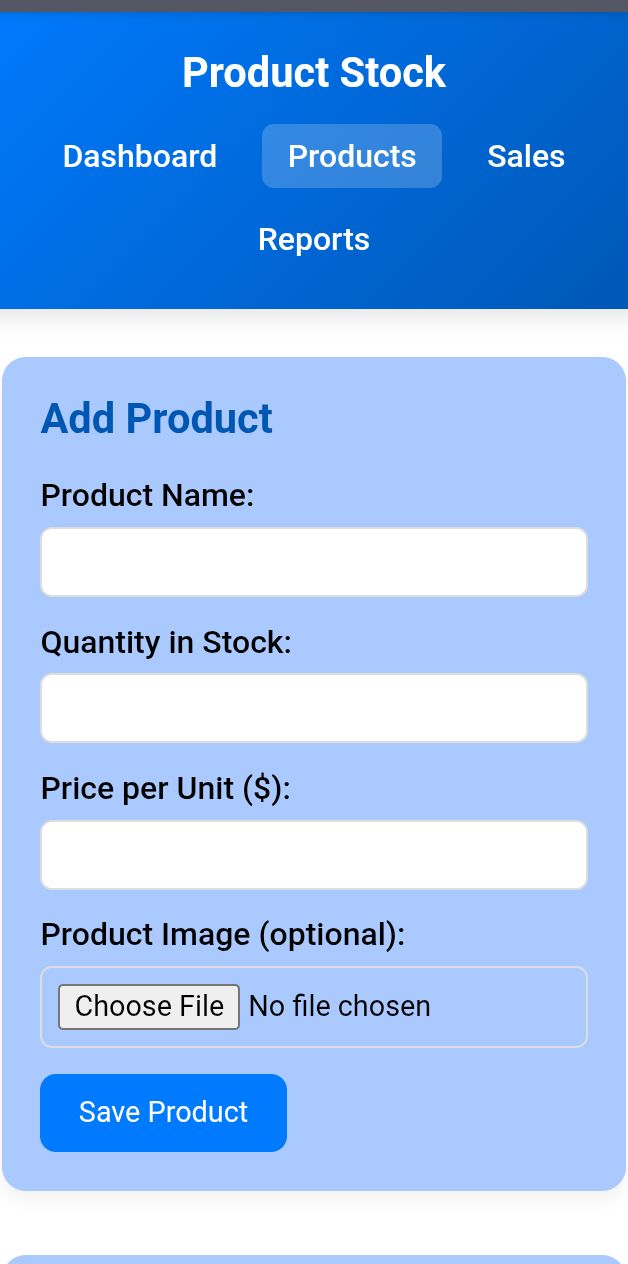 Product Stock
Dashboard Products Sales
Reports
Add Product
Product Name:
Quantity in Stock:
Price per Unit ($):
Product Image (optional):
Choose File No file chosen
Save Product